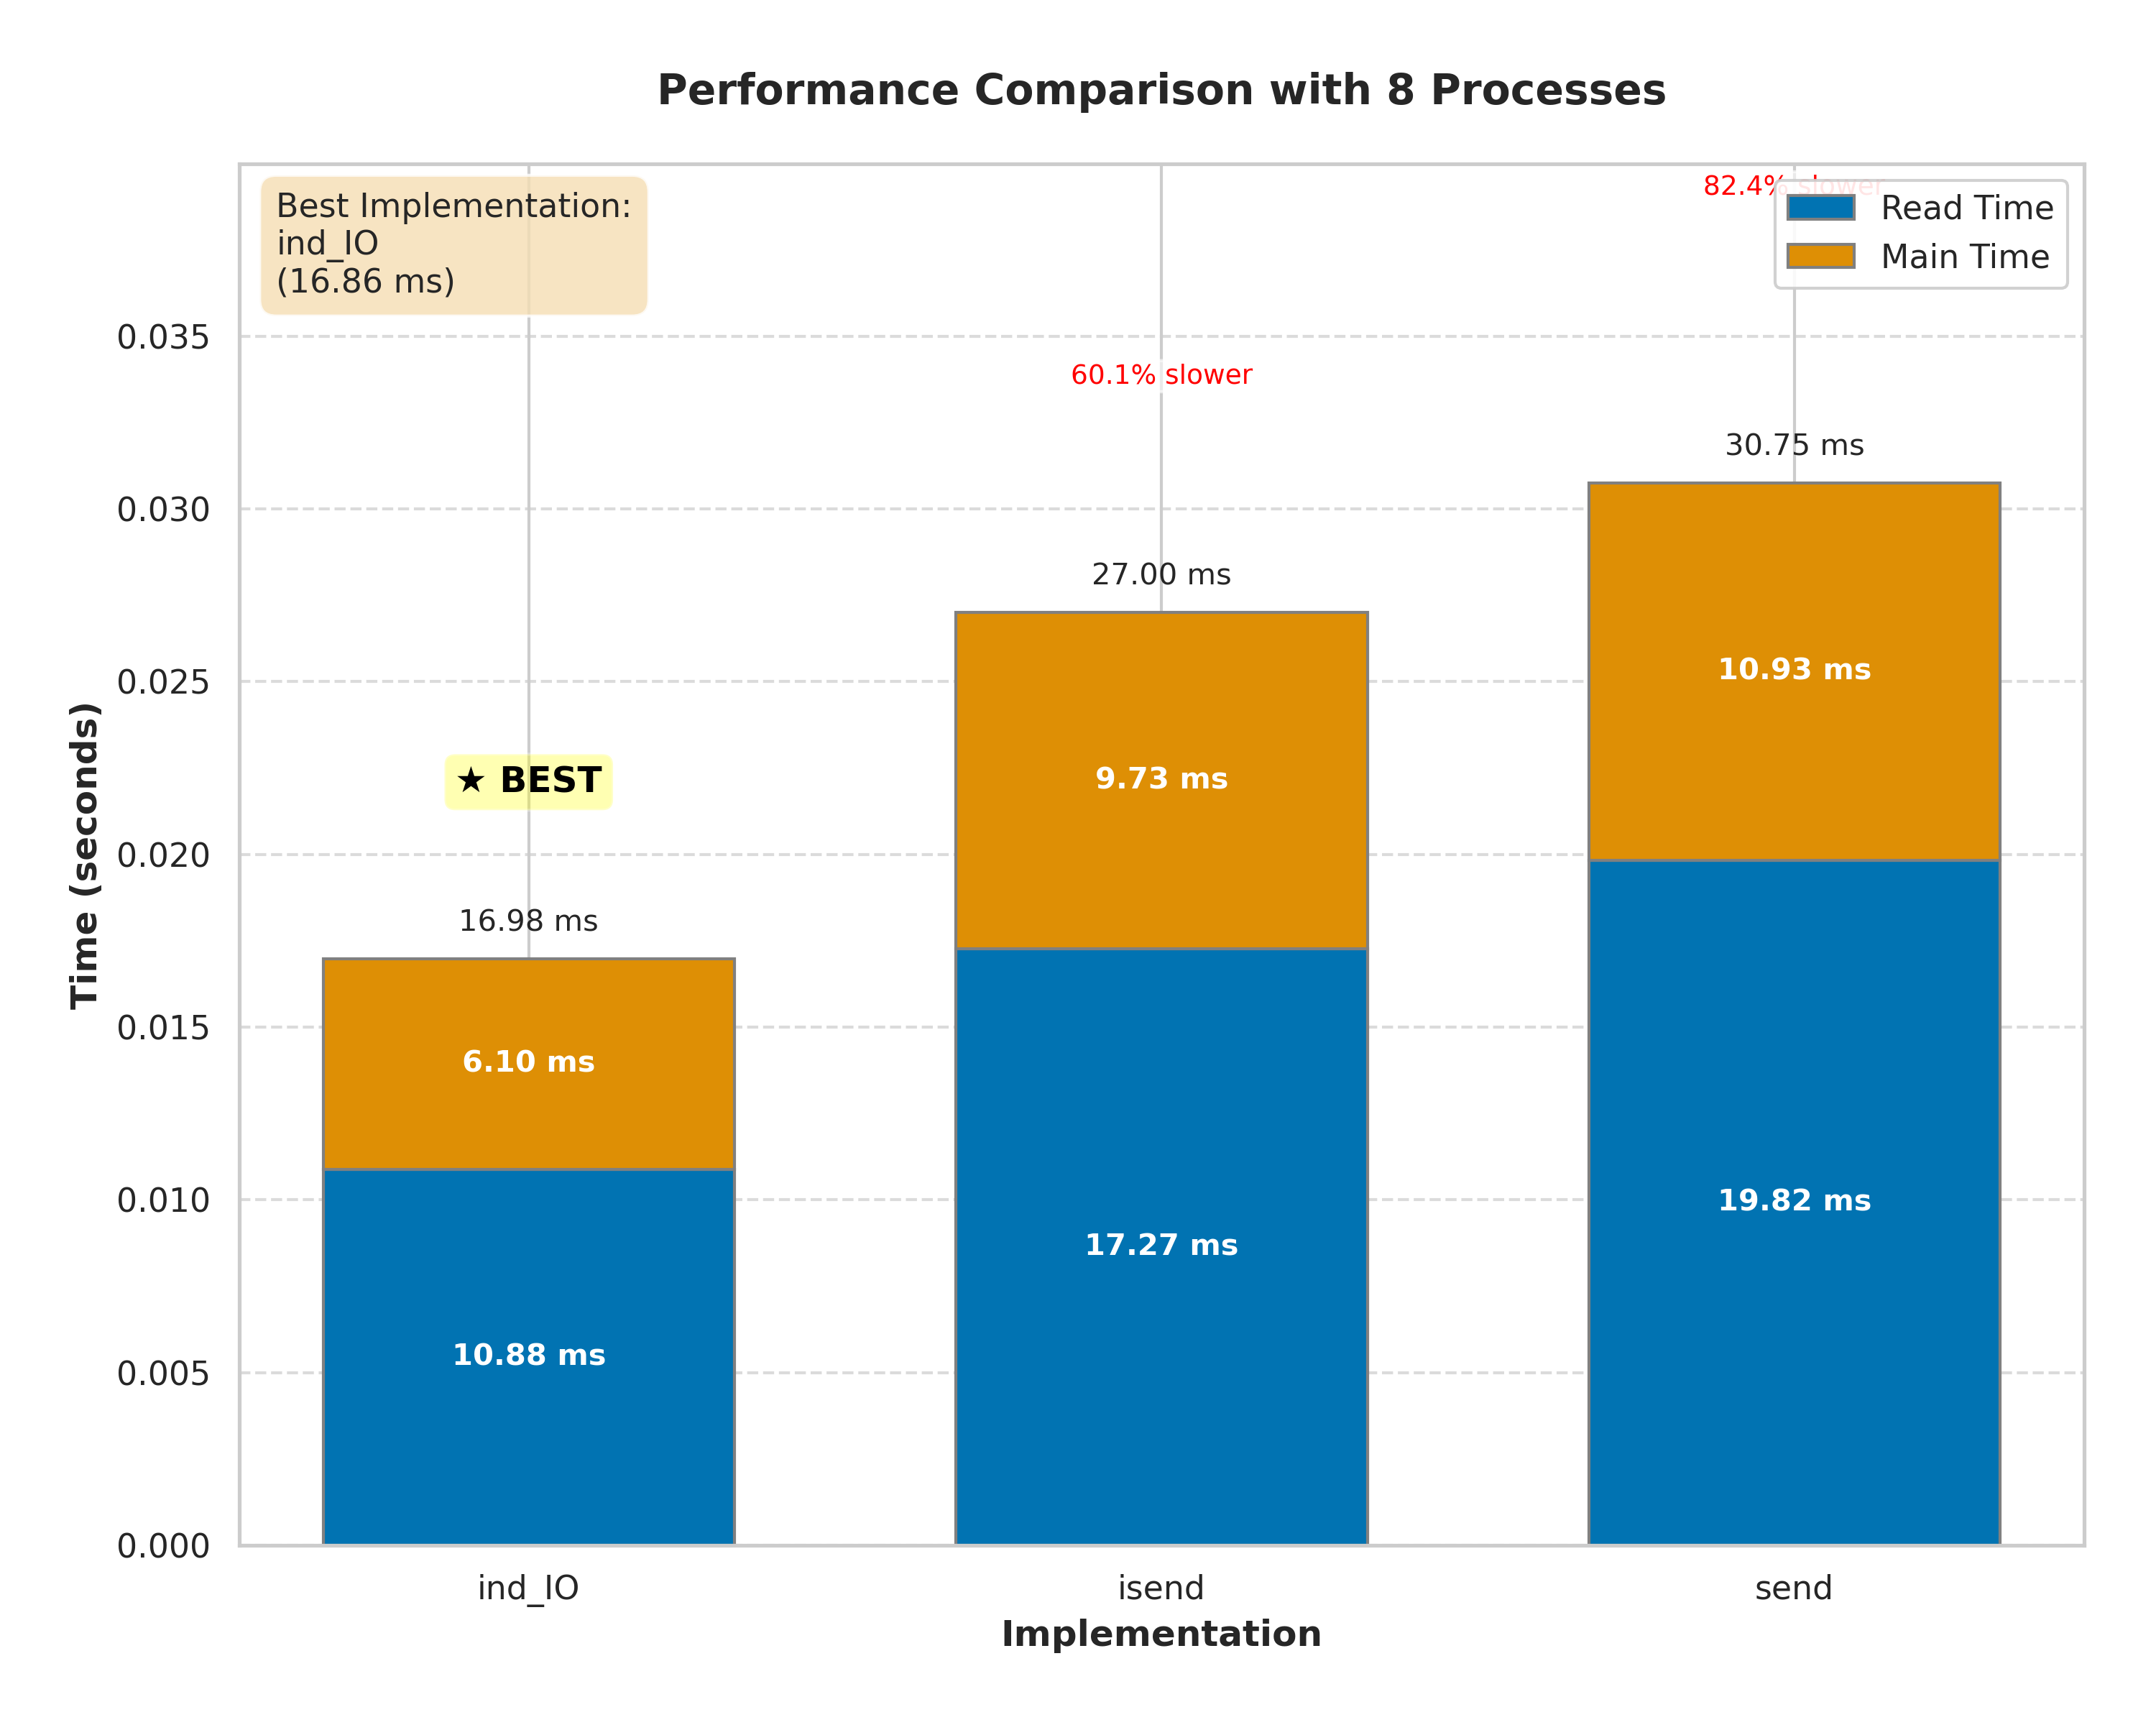 Performance Comparison with 8 Processes
Best Implementation:
ind_IO
(16.86 ms)
82.4% slower
Read Time
Main Time
60.1% slower
30.75 ms
27.00 ms
10.93 ms
9.73 ms
★ BEST
16.98 ms
6.10 ms
19.82 ms
17.27 ms
10.88 ms
0.035
0.030
0.025
0.020
0.015
0.010
0.005
0.000
Time (seconds)
ind_IO
isend
send
Implementation